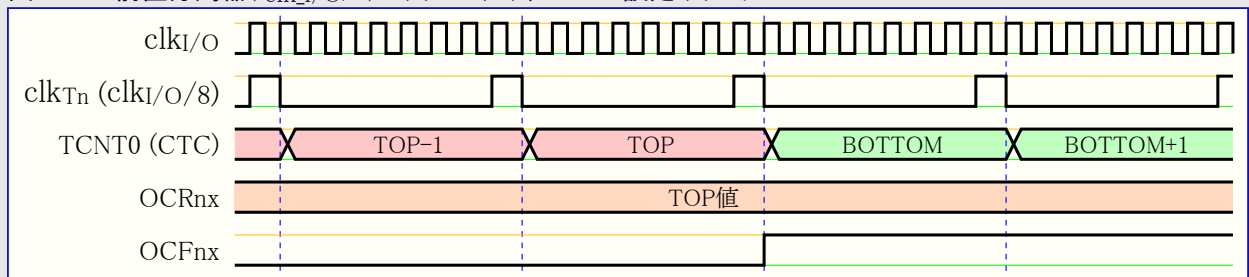 clkI/O
clkTn (clkI/O/8)
TCNT0 (CTC) TOP-1 TOP BOTTOM BOTTOM+1
OCRnx TOP値
OCFnx